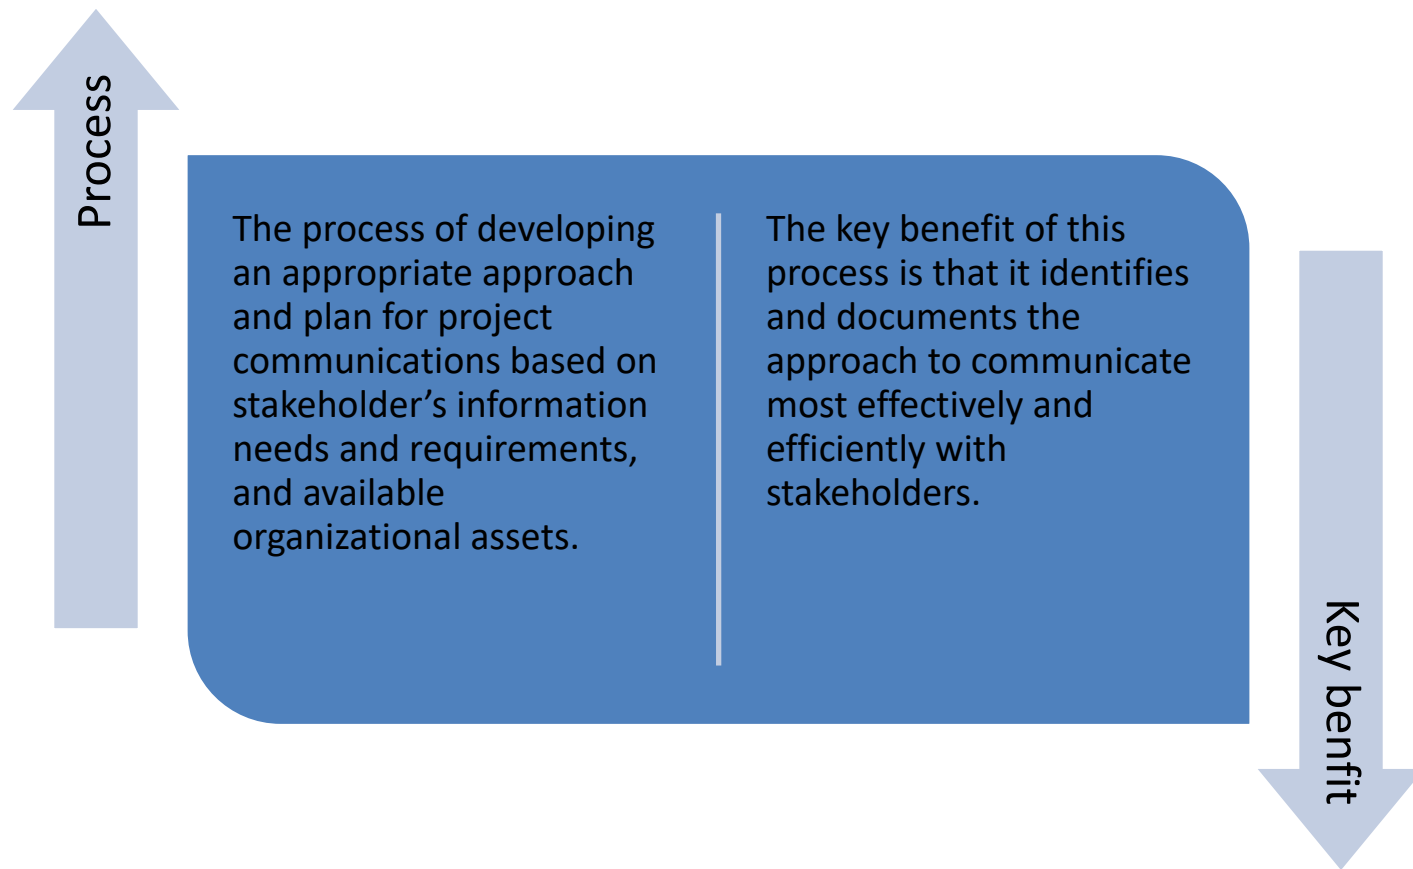 Process
The process of developing
an appropriate approach
and plan for project
communications based on
stakeholder’s information
needs and requirements,
and available
organizational assets.
The key benefit of this
process is that it identifies
and documents the
approach to communicate
most effectively and
efficiently with
stakeholders.
Key benfit